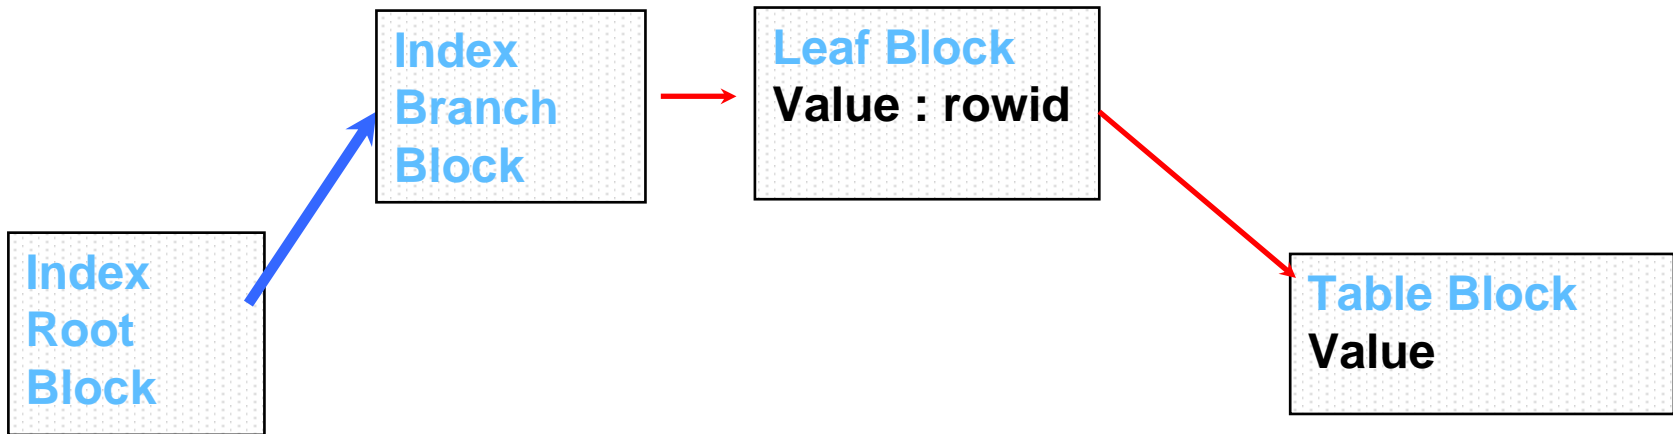 Index
Root
Block
Index
Branch
Block
Leaf Block
Value : rowid
Table Block
Value